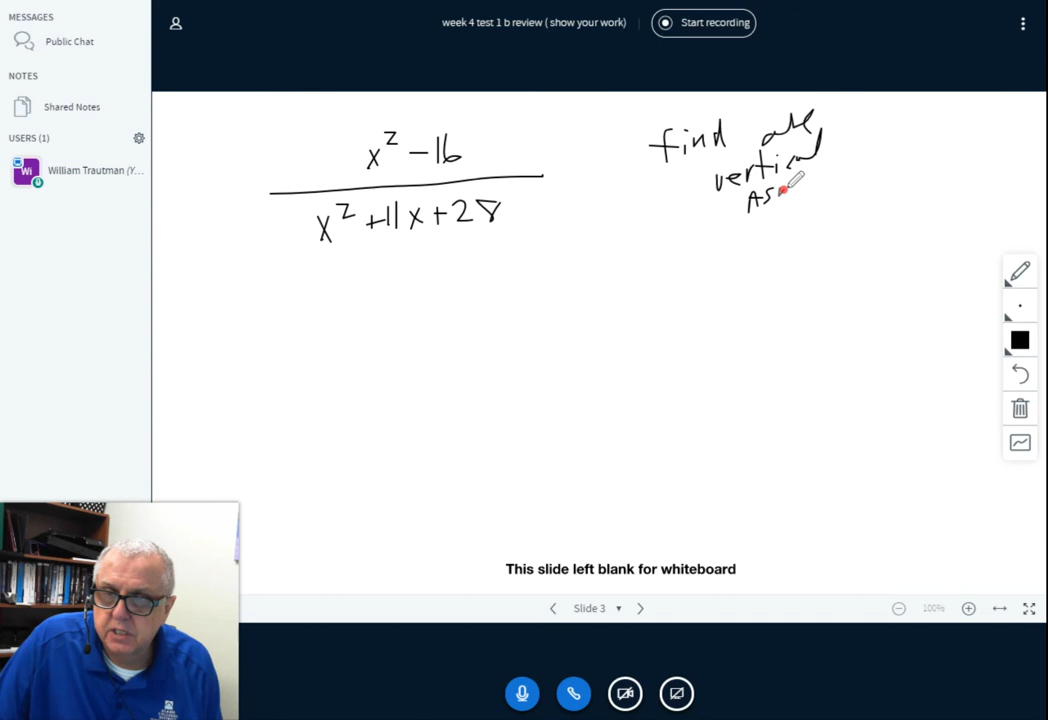 MESSAGES
Public Chat
NOTES
Shared Notes
USERS (1)
Wi
William Trautman (Y...
week 4 test 1 b review ( show your work)
Start recording
x² – 16
x² + 11x + 28
find all
vertical
As
This slide left blank for whiteboard
Slide 3
100%